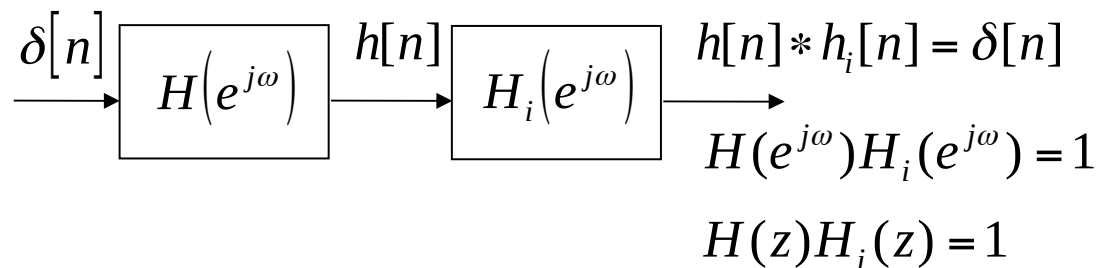 δ[n] H(e^{jω}) h[n] H_i(e^{jω}) h[n]*h_i[n]=δ[n]
H(e^{jω})H_i(e^{jω})=1
H(z)H_i(z)=1